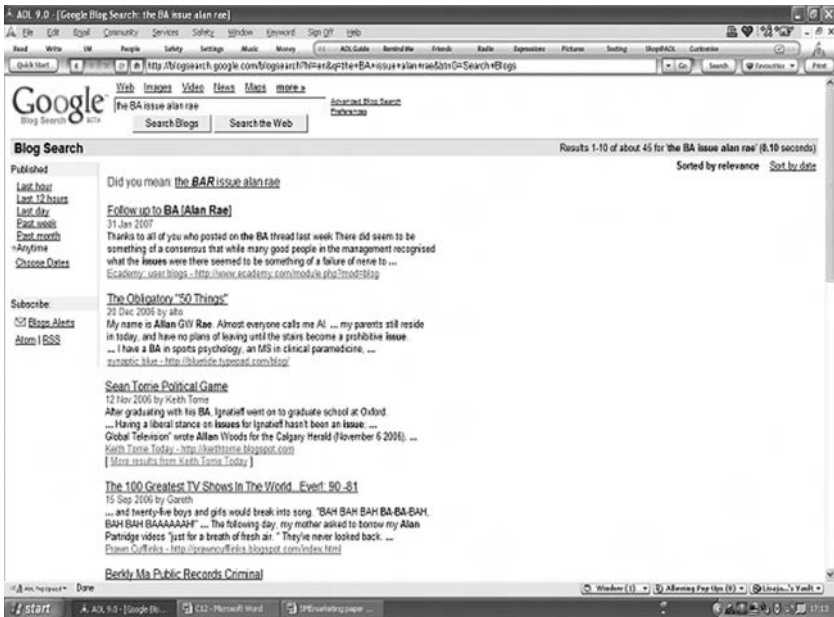 AOL 9.0 - [Google Blog Search: the BA issue alan rae]
File Edit Email Community Services Safety Window Keyword Sign Off Help
Read Write IM People Safety Settings Music Money AOL Guide Remind Me Friends Radio Expressions Pictures Texting Shop@AOL Customise
Quick Start http://blogsearch.google.com/blogsearch?hl=en&q=the+BA+issue+alan+rae&btnG=Search+Blogs Go Search Favourites Print
Web Images Video News Maps more »
Google
Blog Search BETA
the BA issue alan rae
Advanced Blog Search
Preferences
Search Blogs Search the Web
Blog Search Results 1-10 of about 45 for 'the BA issue alan rae' (0.10 seconds)
Sorted by relevance Sort by date
Published
Last hour
Last 12 hours
Last day
Past week
Past month
Anytime
Choose Dates
Subscribe:
Blogs Alerts
Atom | RSS
Did you mean: the BAR issue alan rae
Follow up to BA [Alan Rae]
31 Jan 2007
Thanks to all of you who posted on the BA thread last week There did seem to be
something of a consensus that while many good people in the management recognised
what the issues were there seemed to be something of a failure of nerve to ...
Ecademy: user blogs - http://www.ecademy.com/module.php?mod=blog
The Obligatory "50 Things"
28 Dec 2006 by alto
My name is Allan GW Rae. Almost everyone calls me Al. ... my parents still reside
in today, and have no plans of leaving until the stairs become a prohibitive issue.
... I have a BA in sports psychology, an MS in clinical paramedicine, ...
synaptic blue - http://bluetide.typepad.com/blog/
Sean Torrie Political Game
12 Nov 2006 by Keith Torrie
After graduating with his BA, Ignatieff went on to graduate school at Oxford.
... Having a liberal stance on issues for Ignatieff hasn't been an issue; ...
Global Television" wrote Allan Woods for the Calgary Herald (November 6 2006). ...
Keith Torrie Today - http://keithtorrie.blogspot.com
[ More results from Keith Torrie Today ]
The 100 Greatest TV Shows In The World...Ever!: 90 -81
15 Sep 2006 by Gareth
... and twenty-five boys and girls would break into song. "BAH BAH BAH BA-BA-BAH,
BAH BAH BAAAAAAH!" ... The following day, my mother asked to borrow my Alan
Partridge videos "just for a breath of fresh air. " They've never looked back. ...
Prawn Cufflinks - http://prawncufflinks.blogspot.com/index.html
Berkly Ma Public Records Criminal
Done Windows (1) Allowing Pop-Ups (0)
start AOL 9.0 - [Google Blo... C12 - Microsoft Word SMEmarketing paper ... 17:13